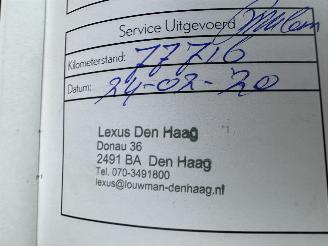 Service Uitgevoerd
Kilometerstand: 77716
Datum: 24-02-'20
Lexus Den Haag
Donau 36
2491 BA Den Haag
Tel. 070-3491800
lexus@louwman-denhaag.nl